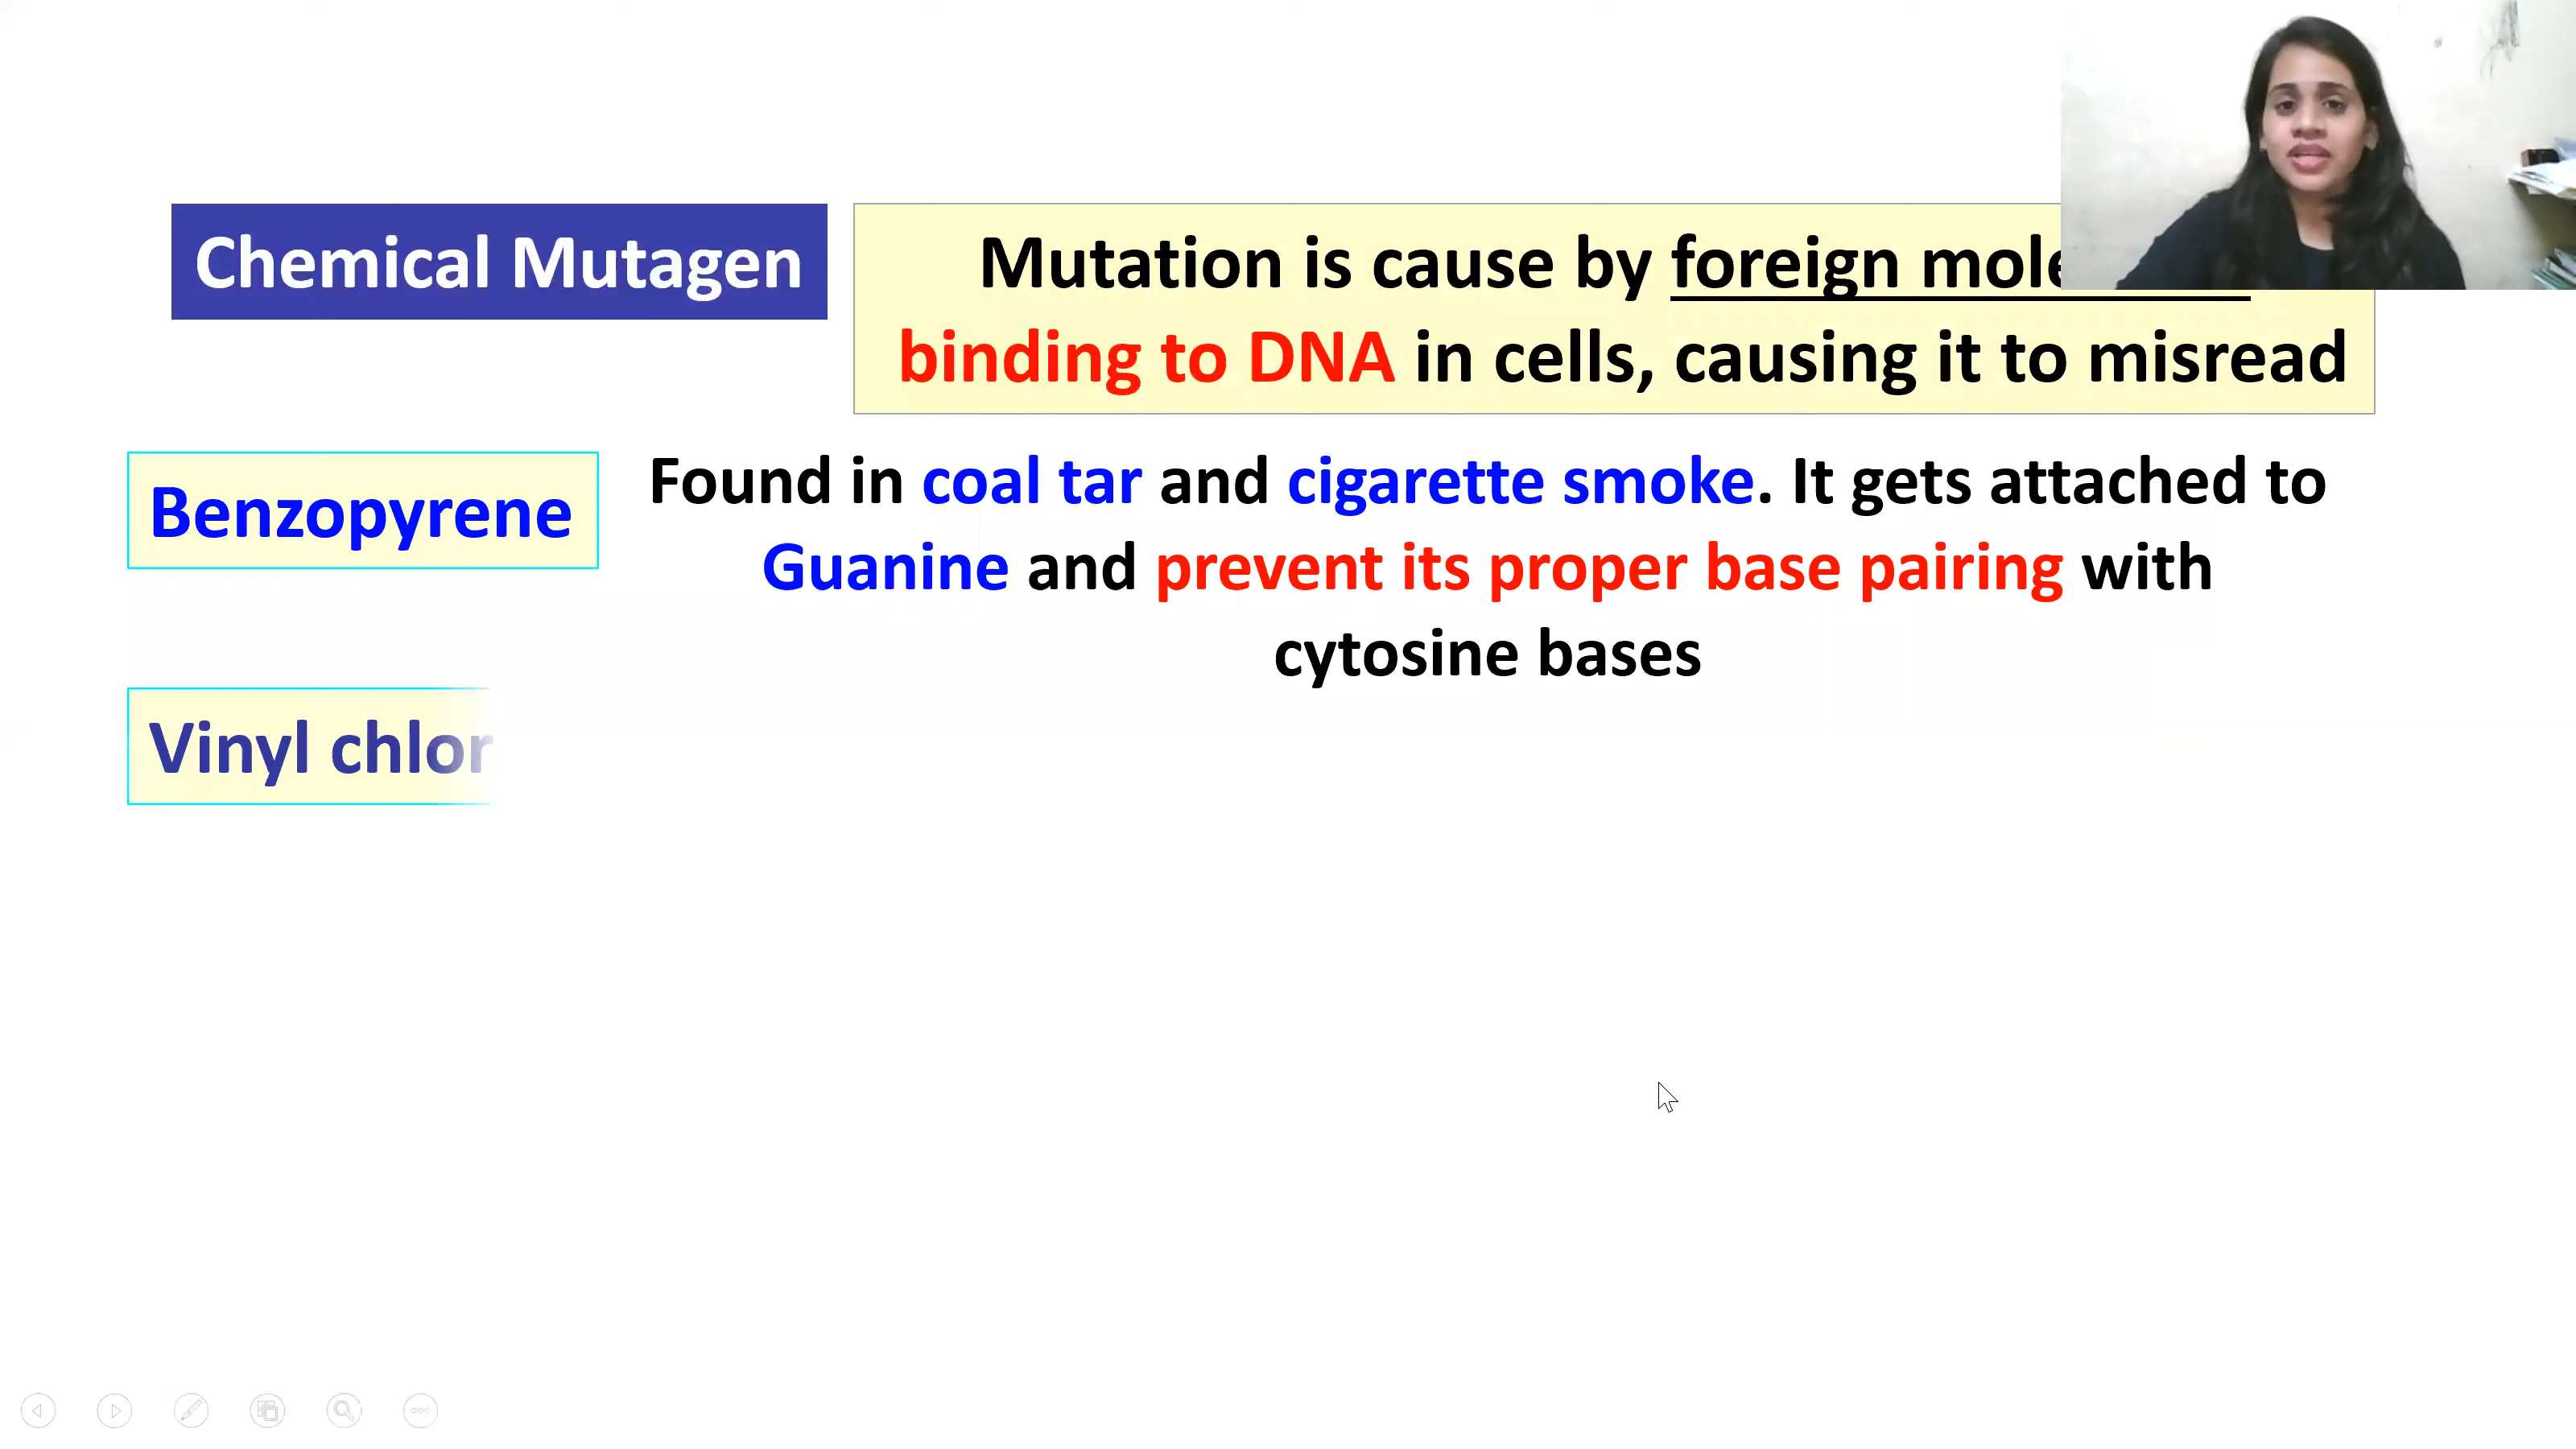 Chemical Mutagen
Mutation is cause by foreign
binding to DNA in cells, causing it to misread
Benzopyrene
Found in coal tar and cigarette smoke. It gets attached to
Guanine and prevent its proper base pairing with
cytosine bases
Vinyl